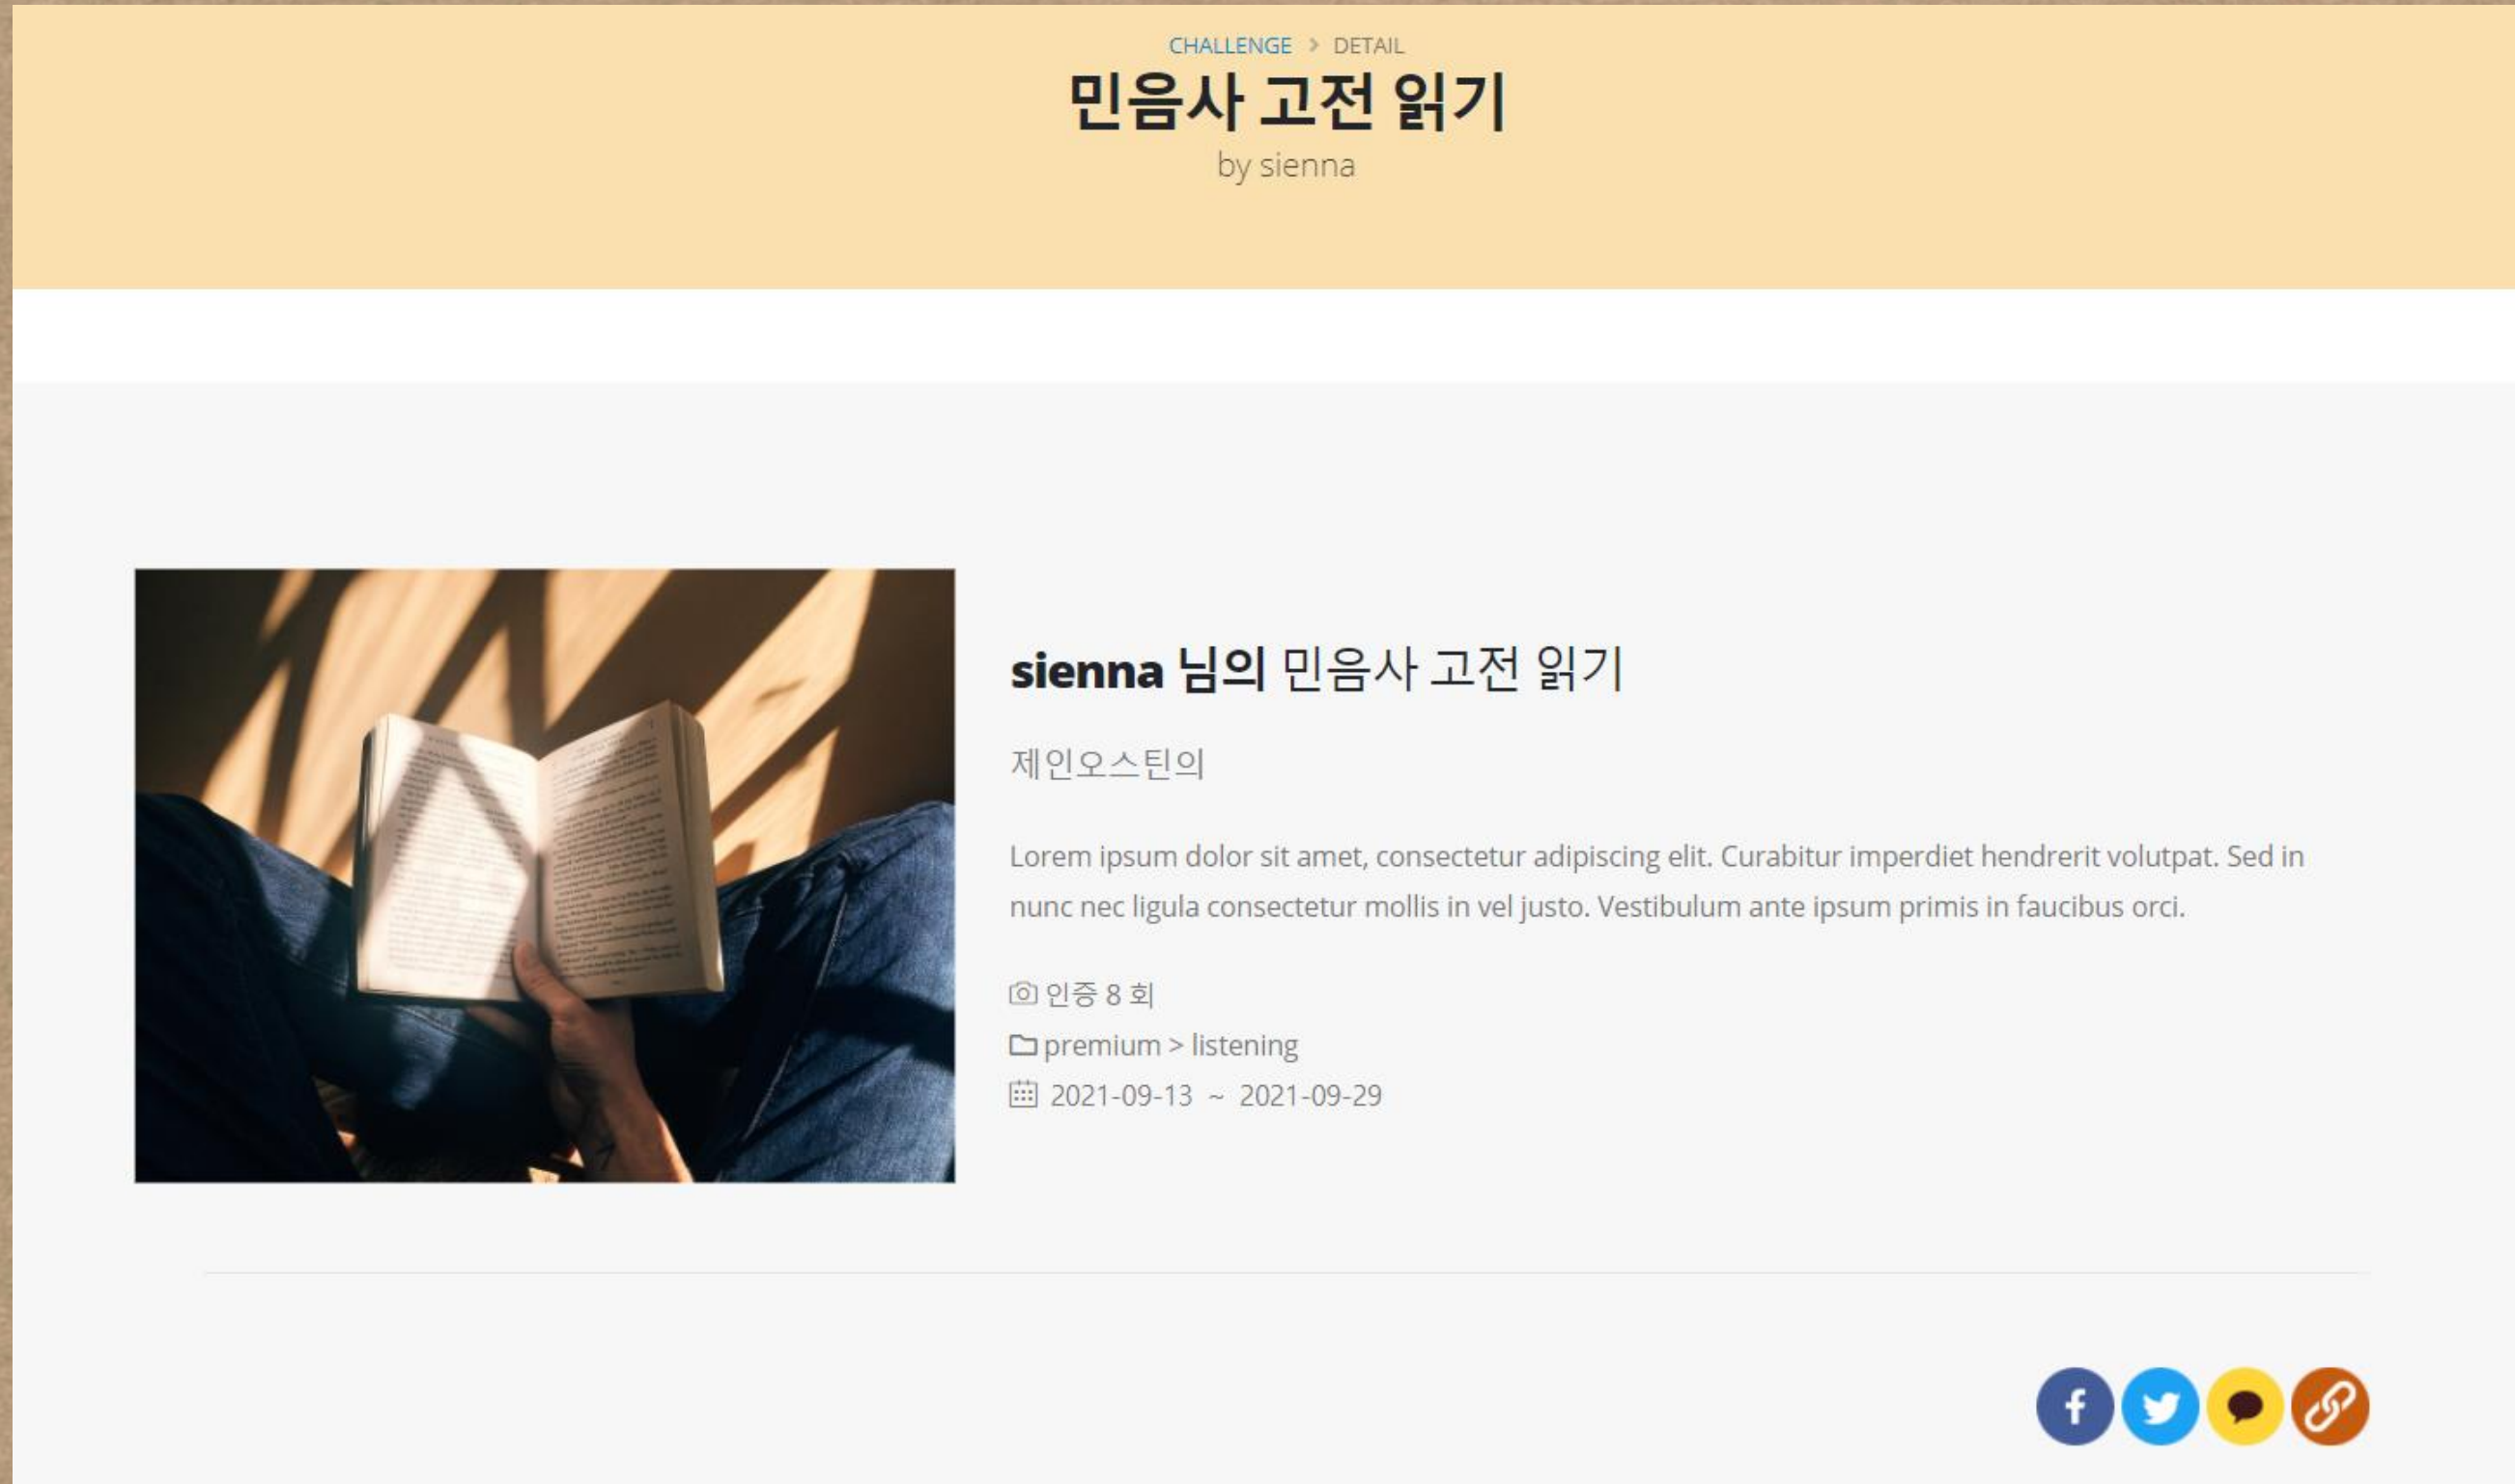 CHALLENGE > DETAIL
민음사 고전 읽기
by sienna
sienna 님의 민음사 고전 읽기
제인오스틴의
Lorem ipsum dolor sit amet, consectetur adipiscing elit. Curabitur imperdiet hendrerit volutpat. Sed in
nunc nec ligula consectetur mollis in vel justo. Vestibulum ante ipsum primis in faucibus orci.
인증 8 회
premium > listening
2021-09-13 ~ 2021-09-29